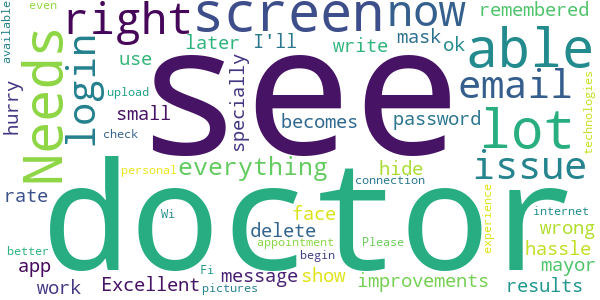 available
even
right
screen
now
remembered
hurry
Needs
login
use
later
I'll
write
mask
ok
able
specially
see
email
small
becomes
password
lot
technologies
upload
check
everything
hide
issue
personal
connection
rate
doctor
Wi
face
delete
appointment
Please
experience
internet
wrong
hassle
better
app
Fi
message
begin
show
improvements
mayor
work
Excellent
pictures
results